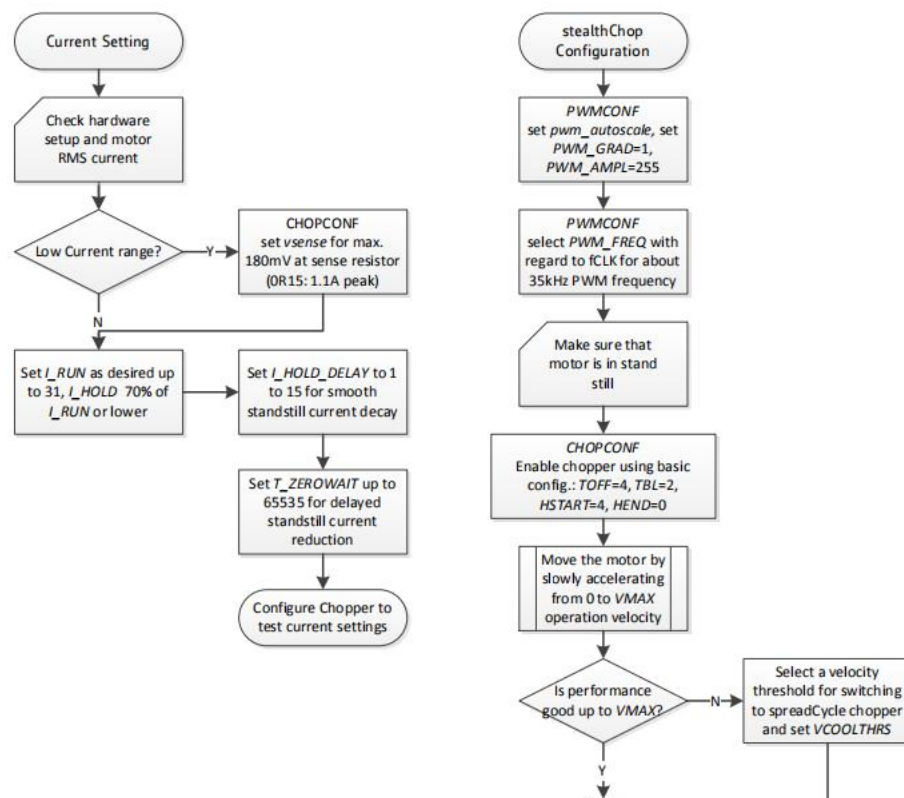 Current Setting
Check hardware
setup and motor
RMS current
Low Current range?
Y
CHOPCONF
set vsense for max.
180mV at sense resistor
(0R15: 1.1A peak)
N
Set I_RUN as desired up
to 31, I_HOLD 70% of
I_RUN or lower
Set I_HOLD_DELAY to 1
to 15 for smooth
standstill current decay
Set T_ZEROWAIT up to
65535 for delayed
standstill current
reduction
Configure Chopper to
test current settings
stealthChop
Configuration
PWMCONF
set pwm_autoscale, set
PWM_GRAD=1,
PWM_AMPL=255
PWMCONF
select PWM_FREQ with
regard to fCLK for about
35kHz PWM frequency
Make sure that
motor is in stand
still
CHOPCONF
Enable chopper using basic
config.: TOFF=4, TBL=2,
HSTART=4, HEND=0
Move the motor by
slowly accelerating
from 0 to VMAX
operation velocity
Is performance
good up to VMAX?
N
Select a velocity
threshold for switching
to spreadCycle chopper
and set VCOOLTHRS
Y